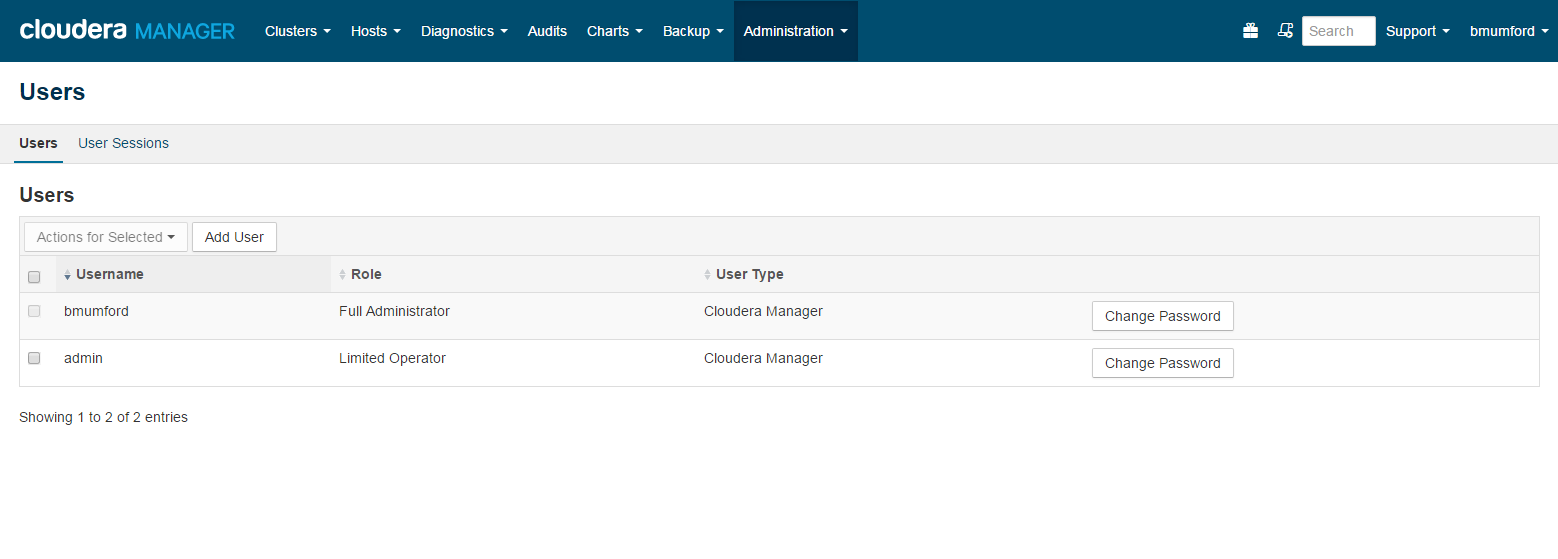 cloudera MANAGER Clusters Hosts Diagnostics Audits Charts Backup Administration Search Support bmumford
Users
Users User Sessions
Users
Actions for Selected Add User
Username Role User Type
bmumford Full Administrator Cloudera Manager Change Password
admin Limited Operator Cloudera Manager Change Password
Showing 1 to 2 of 2 entries